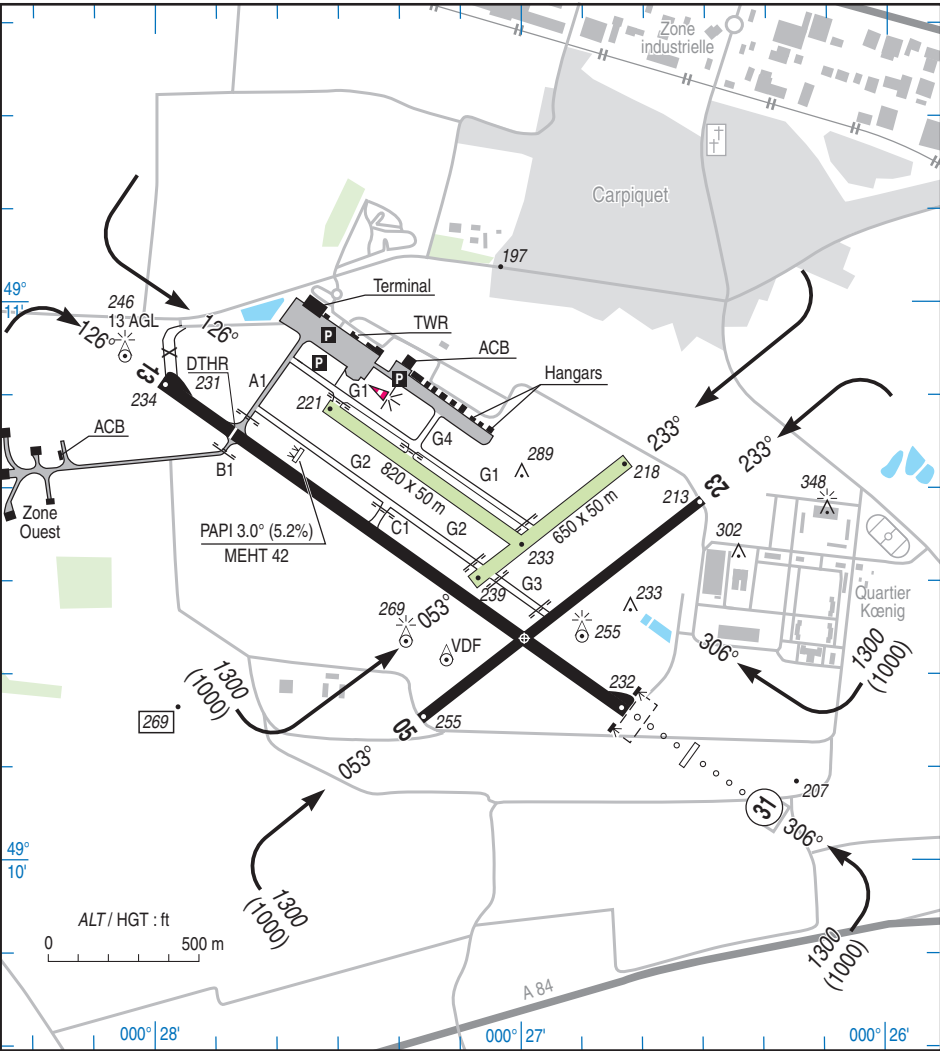 Zone
industrielle
Carpiquet
197
49°
11'
246
13 AGL
126°
126°
Terminal
TWR
ACB
Hangars
DTHR
231
13
234
A1
P
P
P
G1
221
G4
G1
289
G2
820 X 50 m
G2
233°
233°
218
213
23
650 X 50 m
348
302
ACB
B1
Zone
Ouest
PAPI 3.0° (5.2%)
MEHT 42
C1
233
239
G3
233
Quartier
Kœnig
269
053°
VDF
255
306°
1300
(1000)
1300
(1000)
232
269
05
255
053°
207
31
306°
49°
10'
1300
(1000)
1300
(1000)
ALT / HGT : ft
0
500 m
A 84
000° 28'
000° 27'
000° 26'